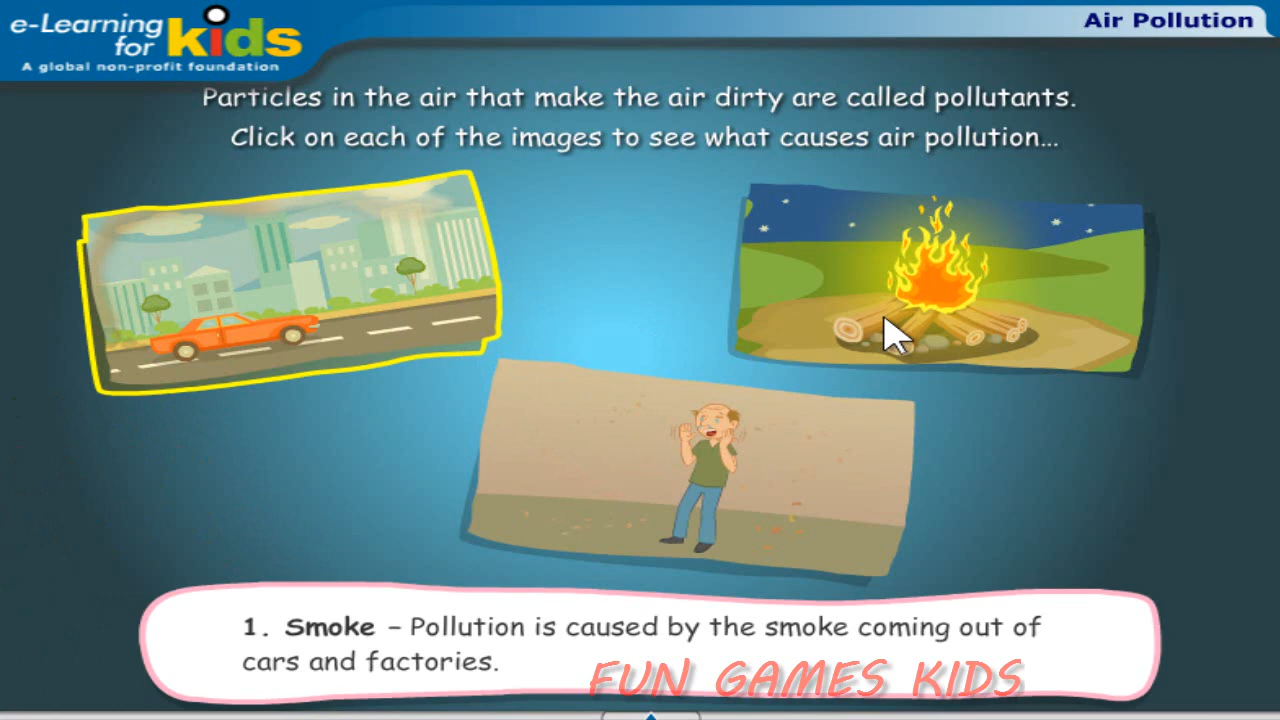 e-Learning
for kids
A global non-profit foundation
Air Pollution
Particles in the air that make the air dirty are called pollutants.
Click on each of the images to see what causes air pollution...
1. Smoke – Pollution is caused by the smoke coming out of
cars and factories.
FUN GAMES KIDS